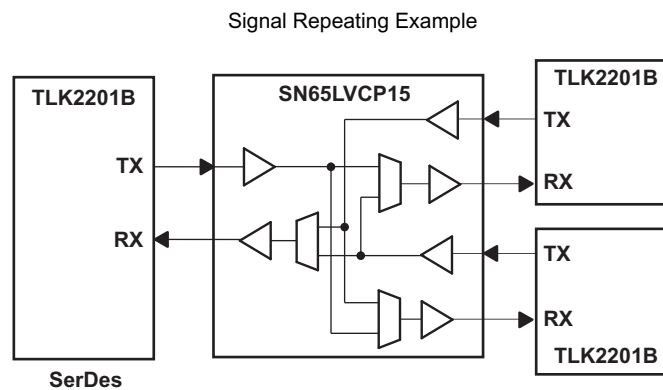 Signal Repeating Example
TLK2201B
TX
RX
SerDes
SN65LVCP15
TLK2201B
TX
RX
TX
RX
TLK2201B